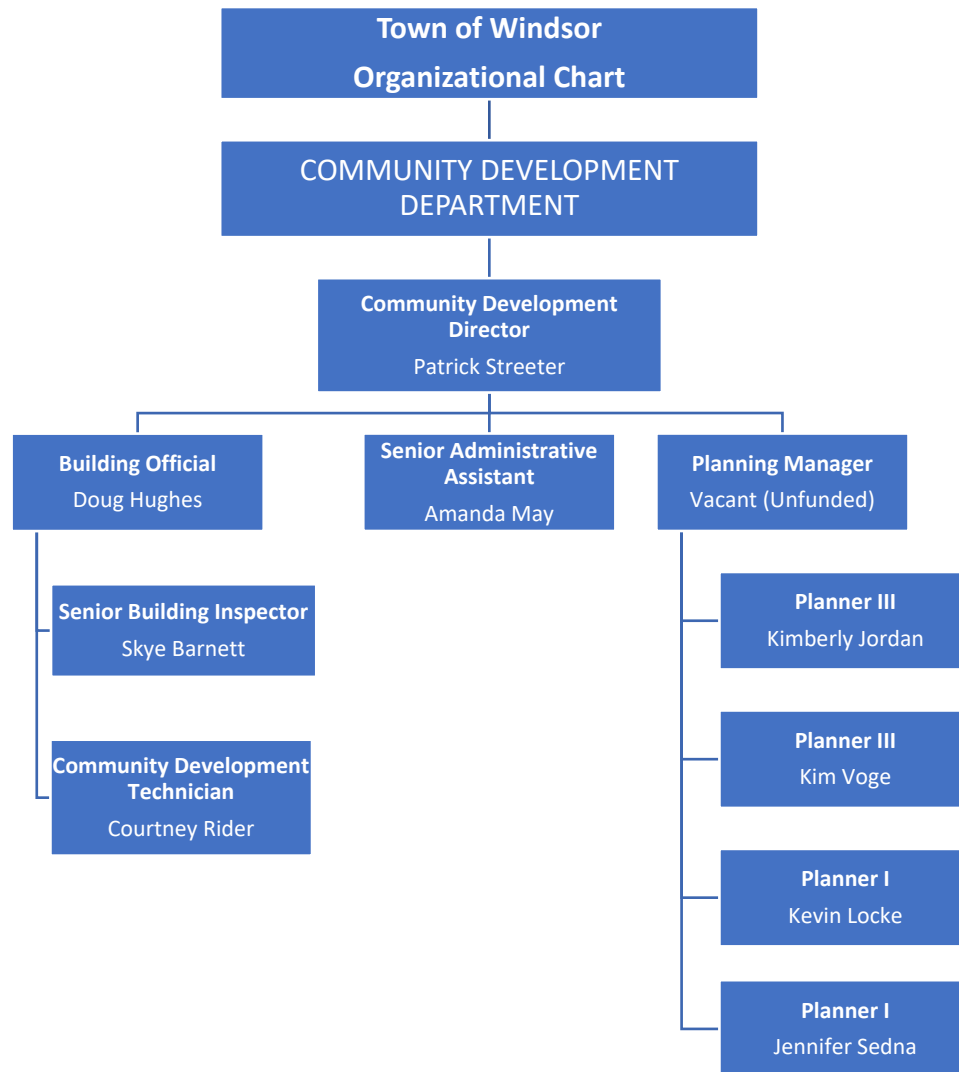 Town of Windsor
Organizational Chart
COMMUNITY DEVELOPMENT
DEPARTMENT
Community Development
Director
Patrick Streeter
Building Official
Doug Hughes
Senior Administrative
Assistant
Amanda May
Planning Manager
Vacant (Unfunded)
Senior Building Inspector
Skye Barnett
Community Development
Technician
Courtney Rider
Planner III
Kimberly Jordan
Planner III
Kim Voge
Planner I
Kevin Locke
Planner I
Jennifer Sedna